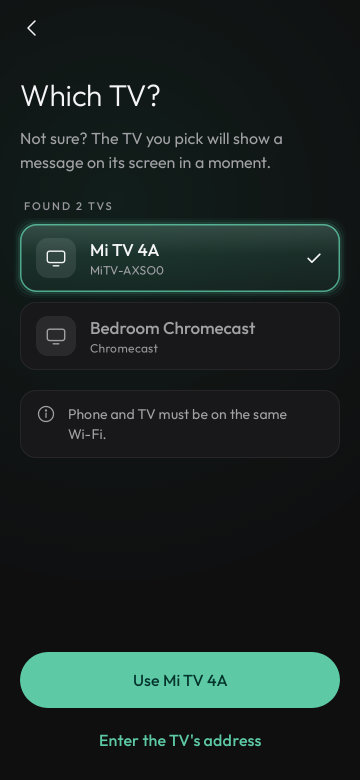 Which TV?
Not sure? The TV you pick will show a
message on its screen in a moment.
FOUND 2 TVS
Mi TV 4A
MiTV-AXSO0
Bedroom Chromecast
Chromecast
Phone and TV must be on the same
Wi-Fi.
Use Mi TV 4A
Enter the TV's address